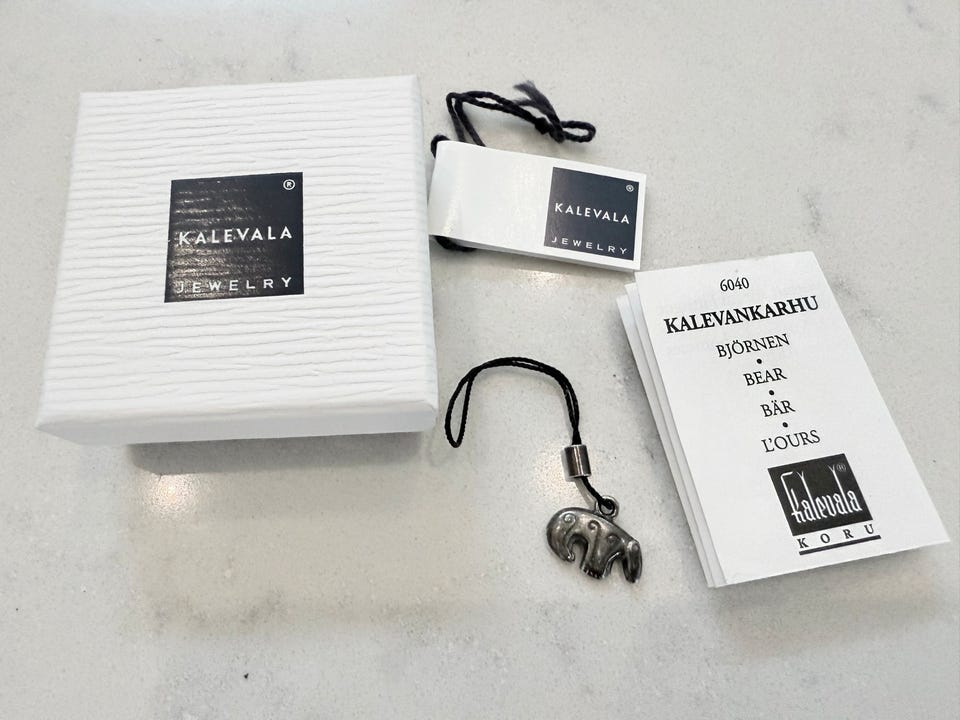 ®
KALEVALA
JEWELRY
®
KALEVALA
JEWELRY
6040
KALEVANKARHU
BJÖRNEN
•
BEAR
•
BÄR
•
L'OURS
®
Kalevala
KORU